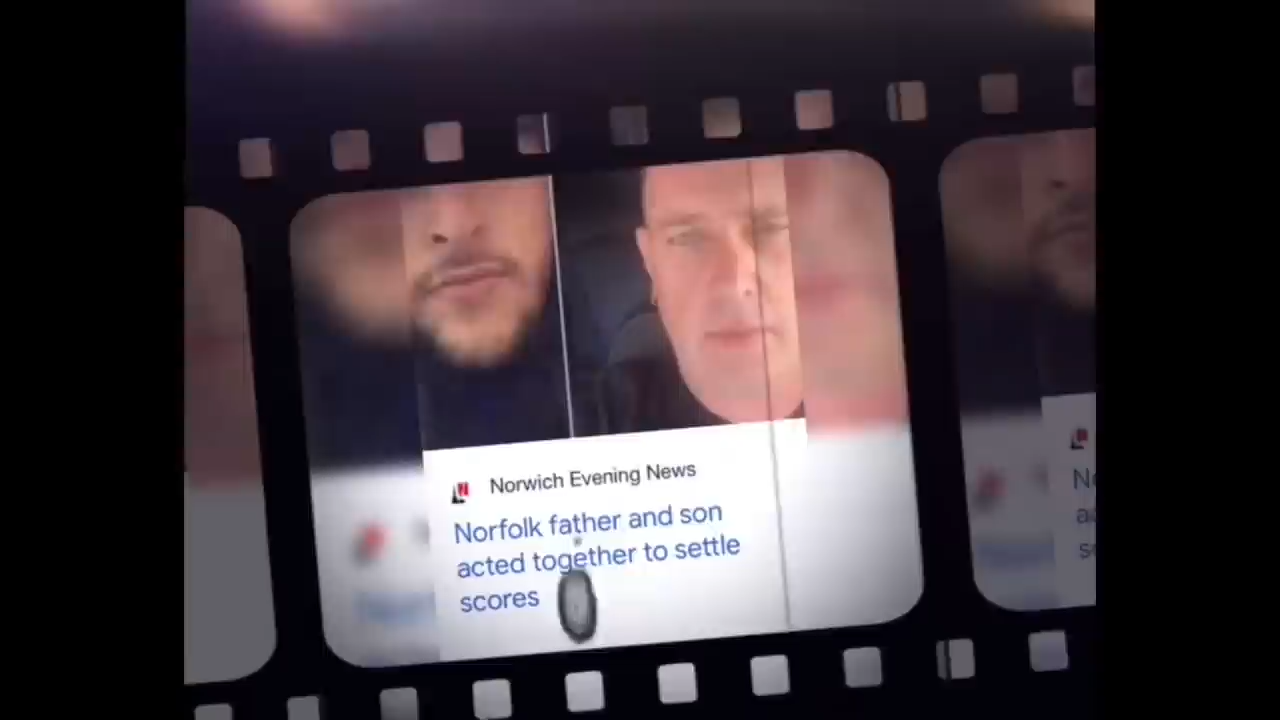 Norwich Evening News
Norfolk father and son
acted together to settle
scores